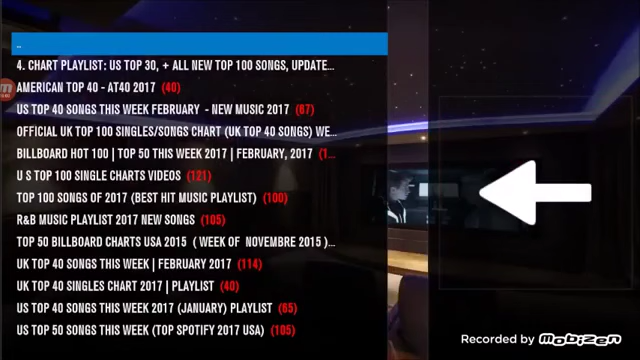 ..
4. CHART PLAYLIST: US TOP 30, + ALL NEW TOP 100 SONGS, UPDATE...
AMERICAN TOP 40 - AT40 2017 (40)
US TOP 40 SONGS THIS WEEK FEBRUARY - NEW MUSIC 2017 (87)
OFFICIAL UK TOP 100 SINGLES/SONGS CHART (UK TOP 40 SONGS) WE...
BILLBOARD HOT 100 | TOP 50 THIS WEEK 2017 | FEBRUARY, 2017 (1...
U S TOP 100 SINGLE CHARTS VIDEOS (121)
TOP 100 SONGS OF 2017 (BEST HIT MUSIC PLAYLIST) (100)
R&B MUSIC PLAYLIST 2017 NEW SONGS (105)
TOP 50 BILLBOARD CHARTS USA 2015 ( WEEK OF NOVEMBRE 2015 )...
UK TOP 40 SONGS THIS WEEK | FEBRUARY 2017 (114)
UK TOP 40 SINGLES CHART 2017 | PLAYLIST (40)
US TOP 40 SONGS THIS WEEK 2017 (JANUARY) PLAYLIST (65)
US TOP 50 SONGS THIS WEEK (TOP SPOTIFY 2017 USA) (105)
Recorded by Mobizen